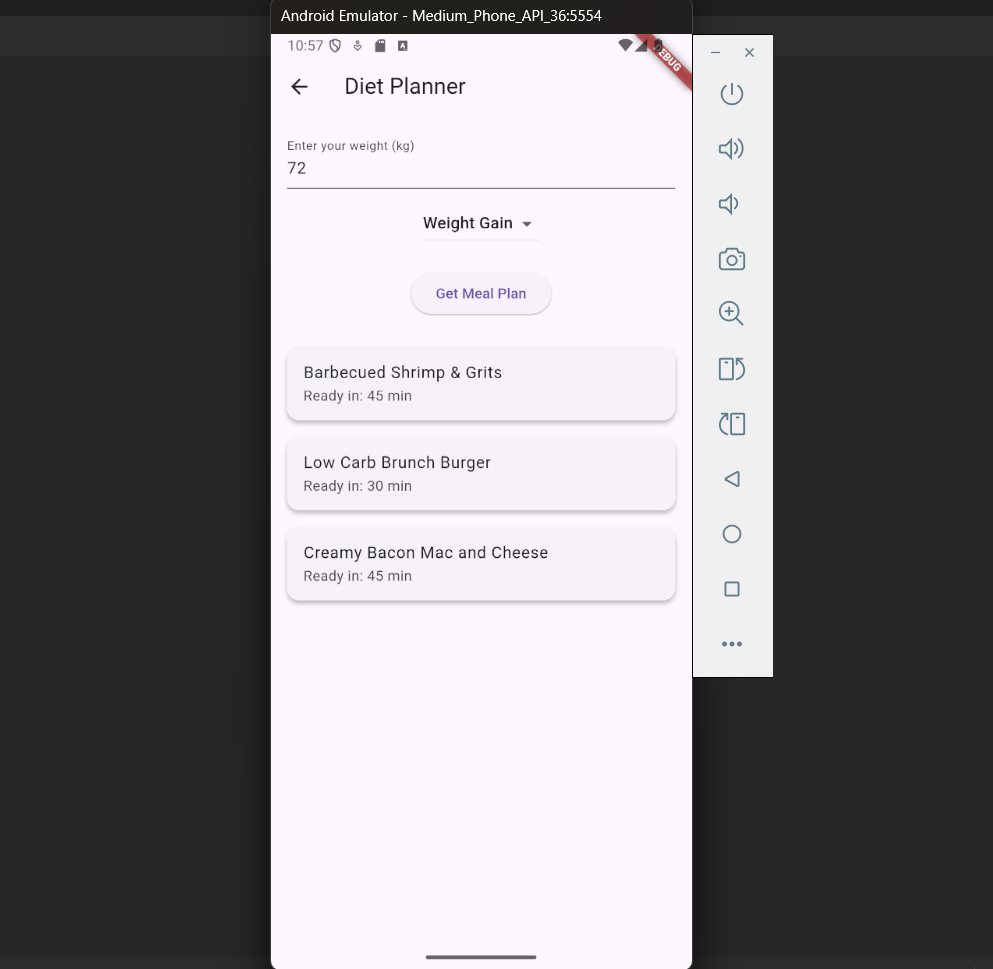 Android Emulator - Medium_Phone_API_36:5554
10:57
A
DEBUG
Diet Planner
Enter your weight (kg)
72
Weight Gain
Get Meal Plan
Barbecued Shrimp & Grits
Ready in: 45 min
Low Carb Brunch Burger
Ready in: 30 min
Creamy Bacon Mac and Cheese
Ready in: 45 min